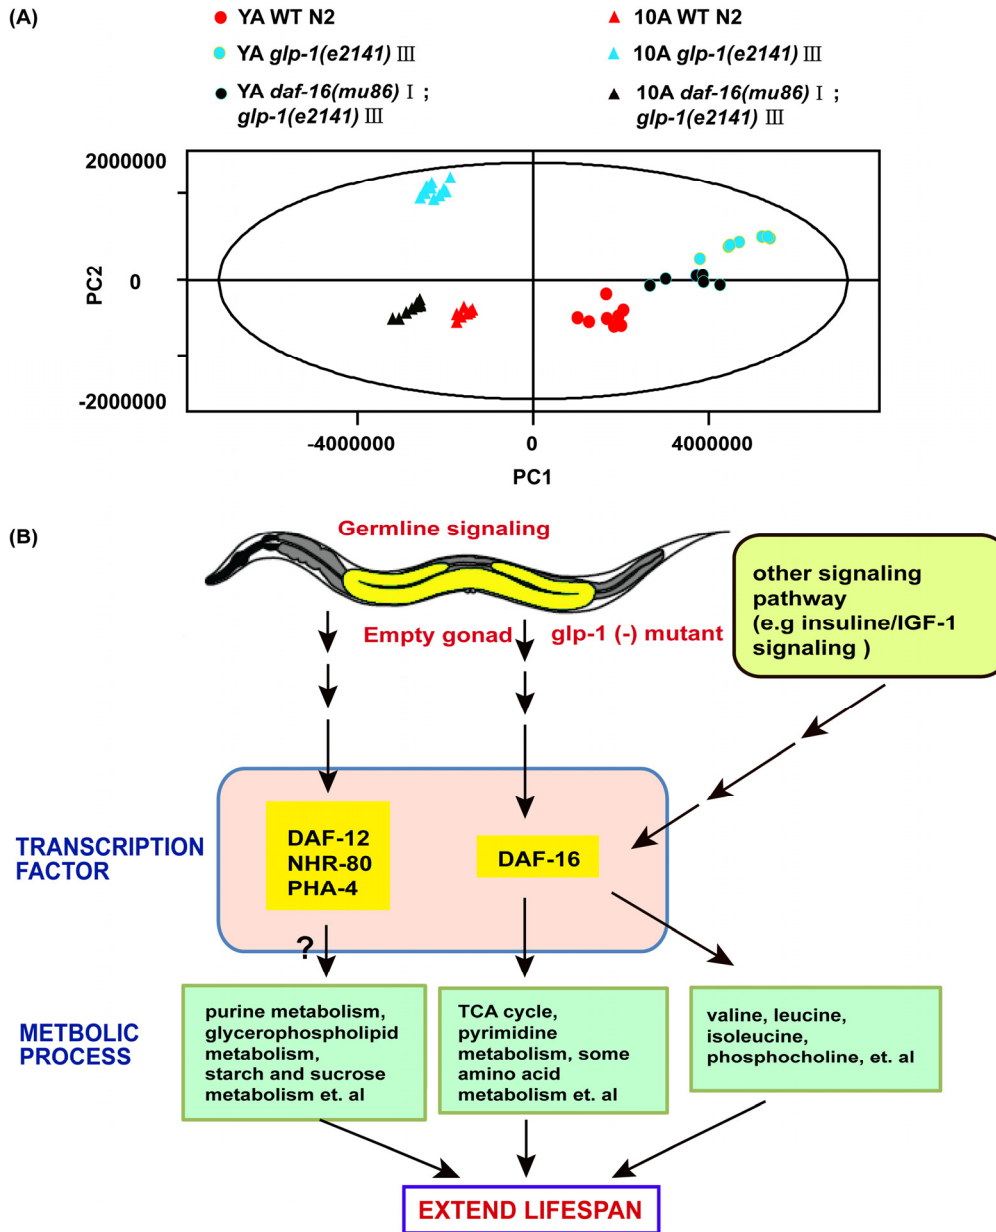 (A)
YA WT N2
10A WT N2
YA glp-1(e2141) Ⅲ
10A glp-1(e2141) Ⅲ
YA daf-16(mu86) Ⅰ ;
glp-1(e2141) Ⅲ
10A daf-16(mu86) Ⅰ ;
glp-1(e2141) Ⅲ
2000000
0
-2000000
PC2
-4000000
0
4000000
PC1
(B)
Germline signaling
Empty gonad
glp-1 (-) mutant
other signaling
pathway
(e.g insuline/IGF-1
signaling )
TRANSCRIPTION
FACTOR
DAF-12
NHR-80
PHA-4
DAF-16
?
METBOLIC
PROCESS
purine metabolism,
glycerophospholipid
metabolism,
starch and sucrose
metabolism et. al
TCA cycle,
pyrimidine
metabolism, some
amino acid
metabolism et. al
valine, leucine,
isoleucine,
phosphocholine, et. al
EXTEND LIFESPAN